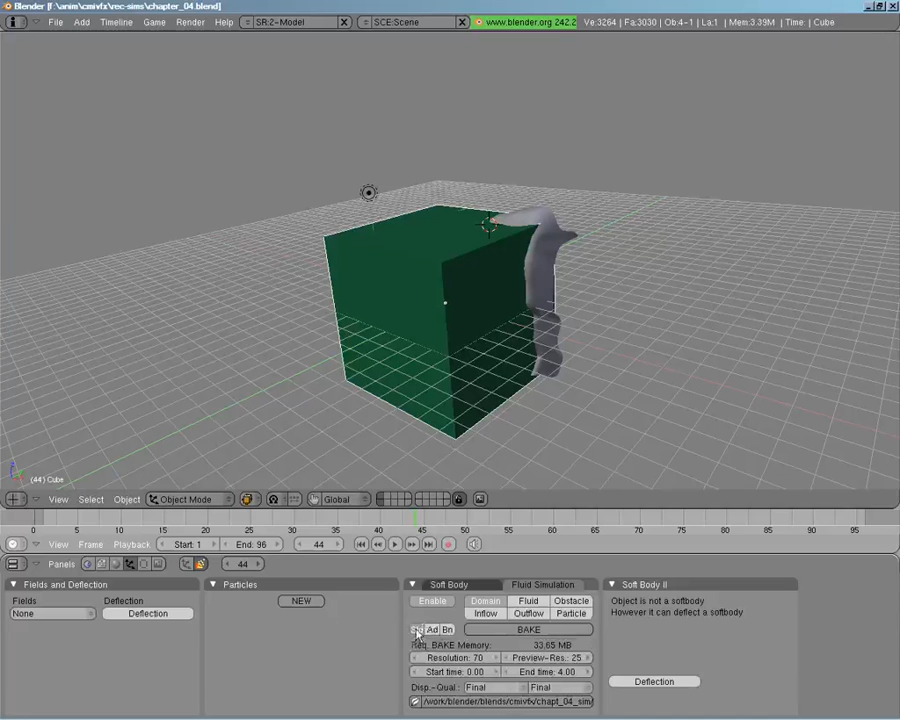 Blender [f:\anim\cmivfx\rec-sims\chapter_04.blend]
File Add Timeline Game Render Help SR:2-Model SCE:Scene www.blender.org 242.2 Ve:3264 | Fa:3030 | Ob:4-1 | La:1 | Mem:3.39M | Time: | Cube
(44) Cube
View Select Object Object Mode Global
0 5 10 15 20 25 30 35 40 45 50 55 60 65 70 75 80 85 90 95
View Frame Playback Start: 1 End: 96 44
Panels 44
Fields and Deflection Particles Soft Body Fluid Simulation Soft Body II
Fields Deflection NEW Enable Domain Fluid Obstacle Object is not a softbody
None Deflection Inflow Outflow Particle However it can deflect a softbody
Ad Bn BAKE
Req. BAKE Memory: 33.65 MB
Resolution: 70 Preview-Res.: 25
Start time: 0.00 End time: 4.00
Deflection
Disp.-Qual.: Final Final
/work/blender/blends/cmivfx/chapt_04_sim/